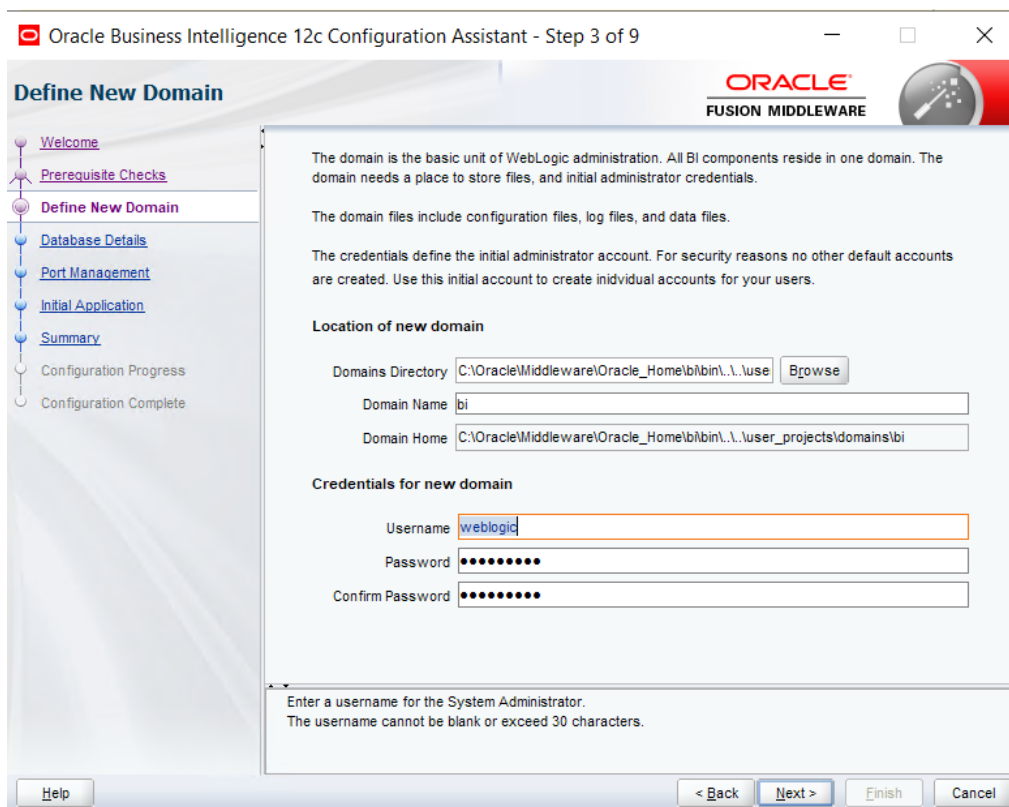 Oracle Business Intelligence 12c Configuration Assistant - Step 3 of 9
Define New Domain
ORACLE
FUSION MIDDLEWARE
Welcome
Prerequisite Checks
Define New Domain
Database Details
Port Management
Initial Application
Summary
Configuration Progress
Configuration Complete
The domain is the basic unit of WebLogic administration. All BI components reside in one domain. The
domain needs a place to store files, and initial administrator credentials.
The domain files include configuration files, log files, and data files.
The credentials define the initial administrator account. For security reasons no other default accounts
are created. Use this initial account to create inidvidual accounts for your users.
Location of new domain
Domains Directory C:\Oracle\Middleware\Oracle_Home\bi\bin\..\..\use Browse
Domain Name bi
Domain Home C:\Oracle\Middleware\Oracle_Home\bi\bin\..\..\user_projects\domains\bi
Credentials for new domain
Username weblogic
Password •••••••••
Confirm Password •••••••••
Enter a username for the System Administrator.
The username cannot be blank or exceed 30 characters.
Help < Back Next > Finish Cancel